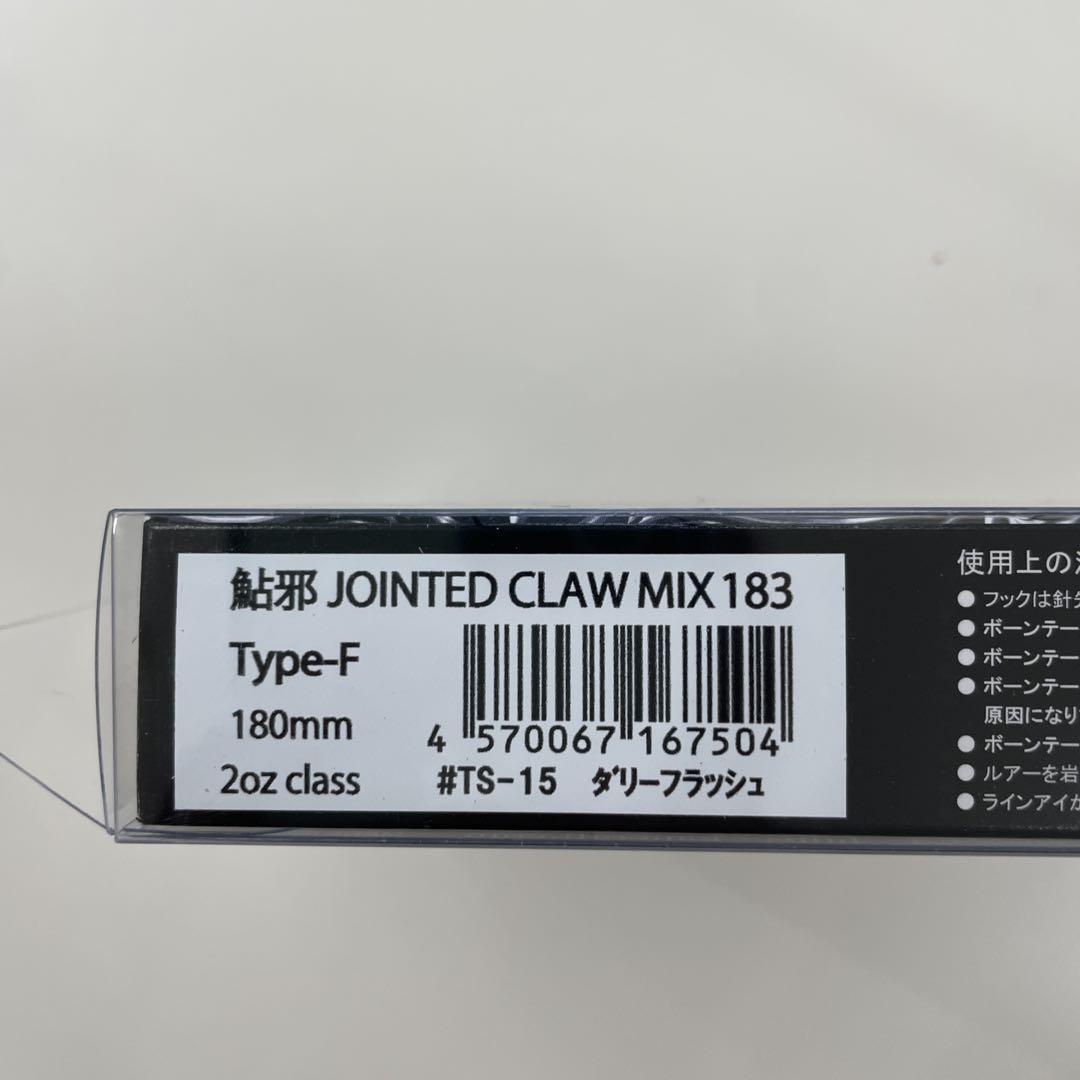 鮎邪 JOINTED CLAW MIX 183
Type-F
180mm
2oz class
4 570067 167504
#TS-15 ダリーフラッシュ
使用上の
フックは針
ボーンテー
ボーンテー
ボーンテー
原因になり
ボーンテー
ルアーを岩
ラインアイが